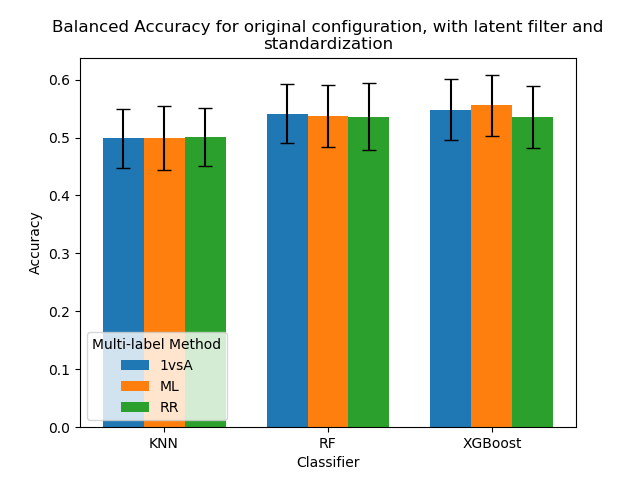 Balanced Accuracy for original configuration, with latent filter and
standardization
Accuracy
0.6
0.5
0.4
0.3
0.2
0.1
0.0
Multi-label Method
1vsA
ML
RR
KNN
RF
XGBoost
Classifier